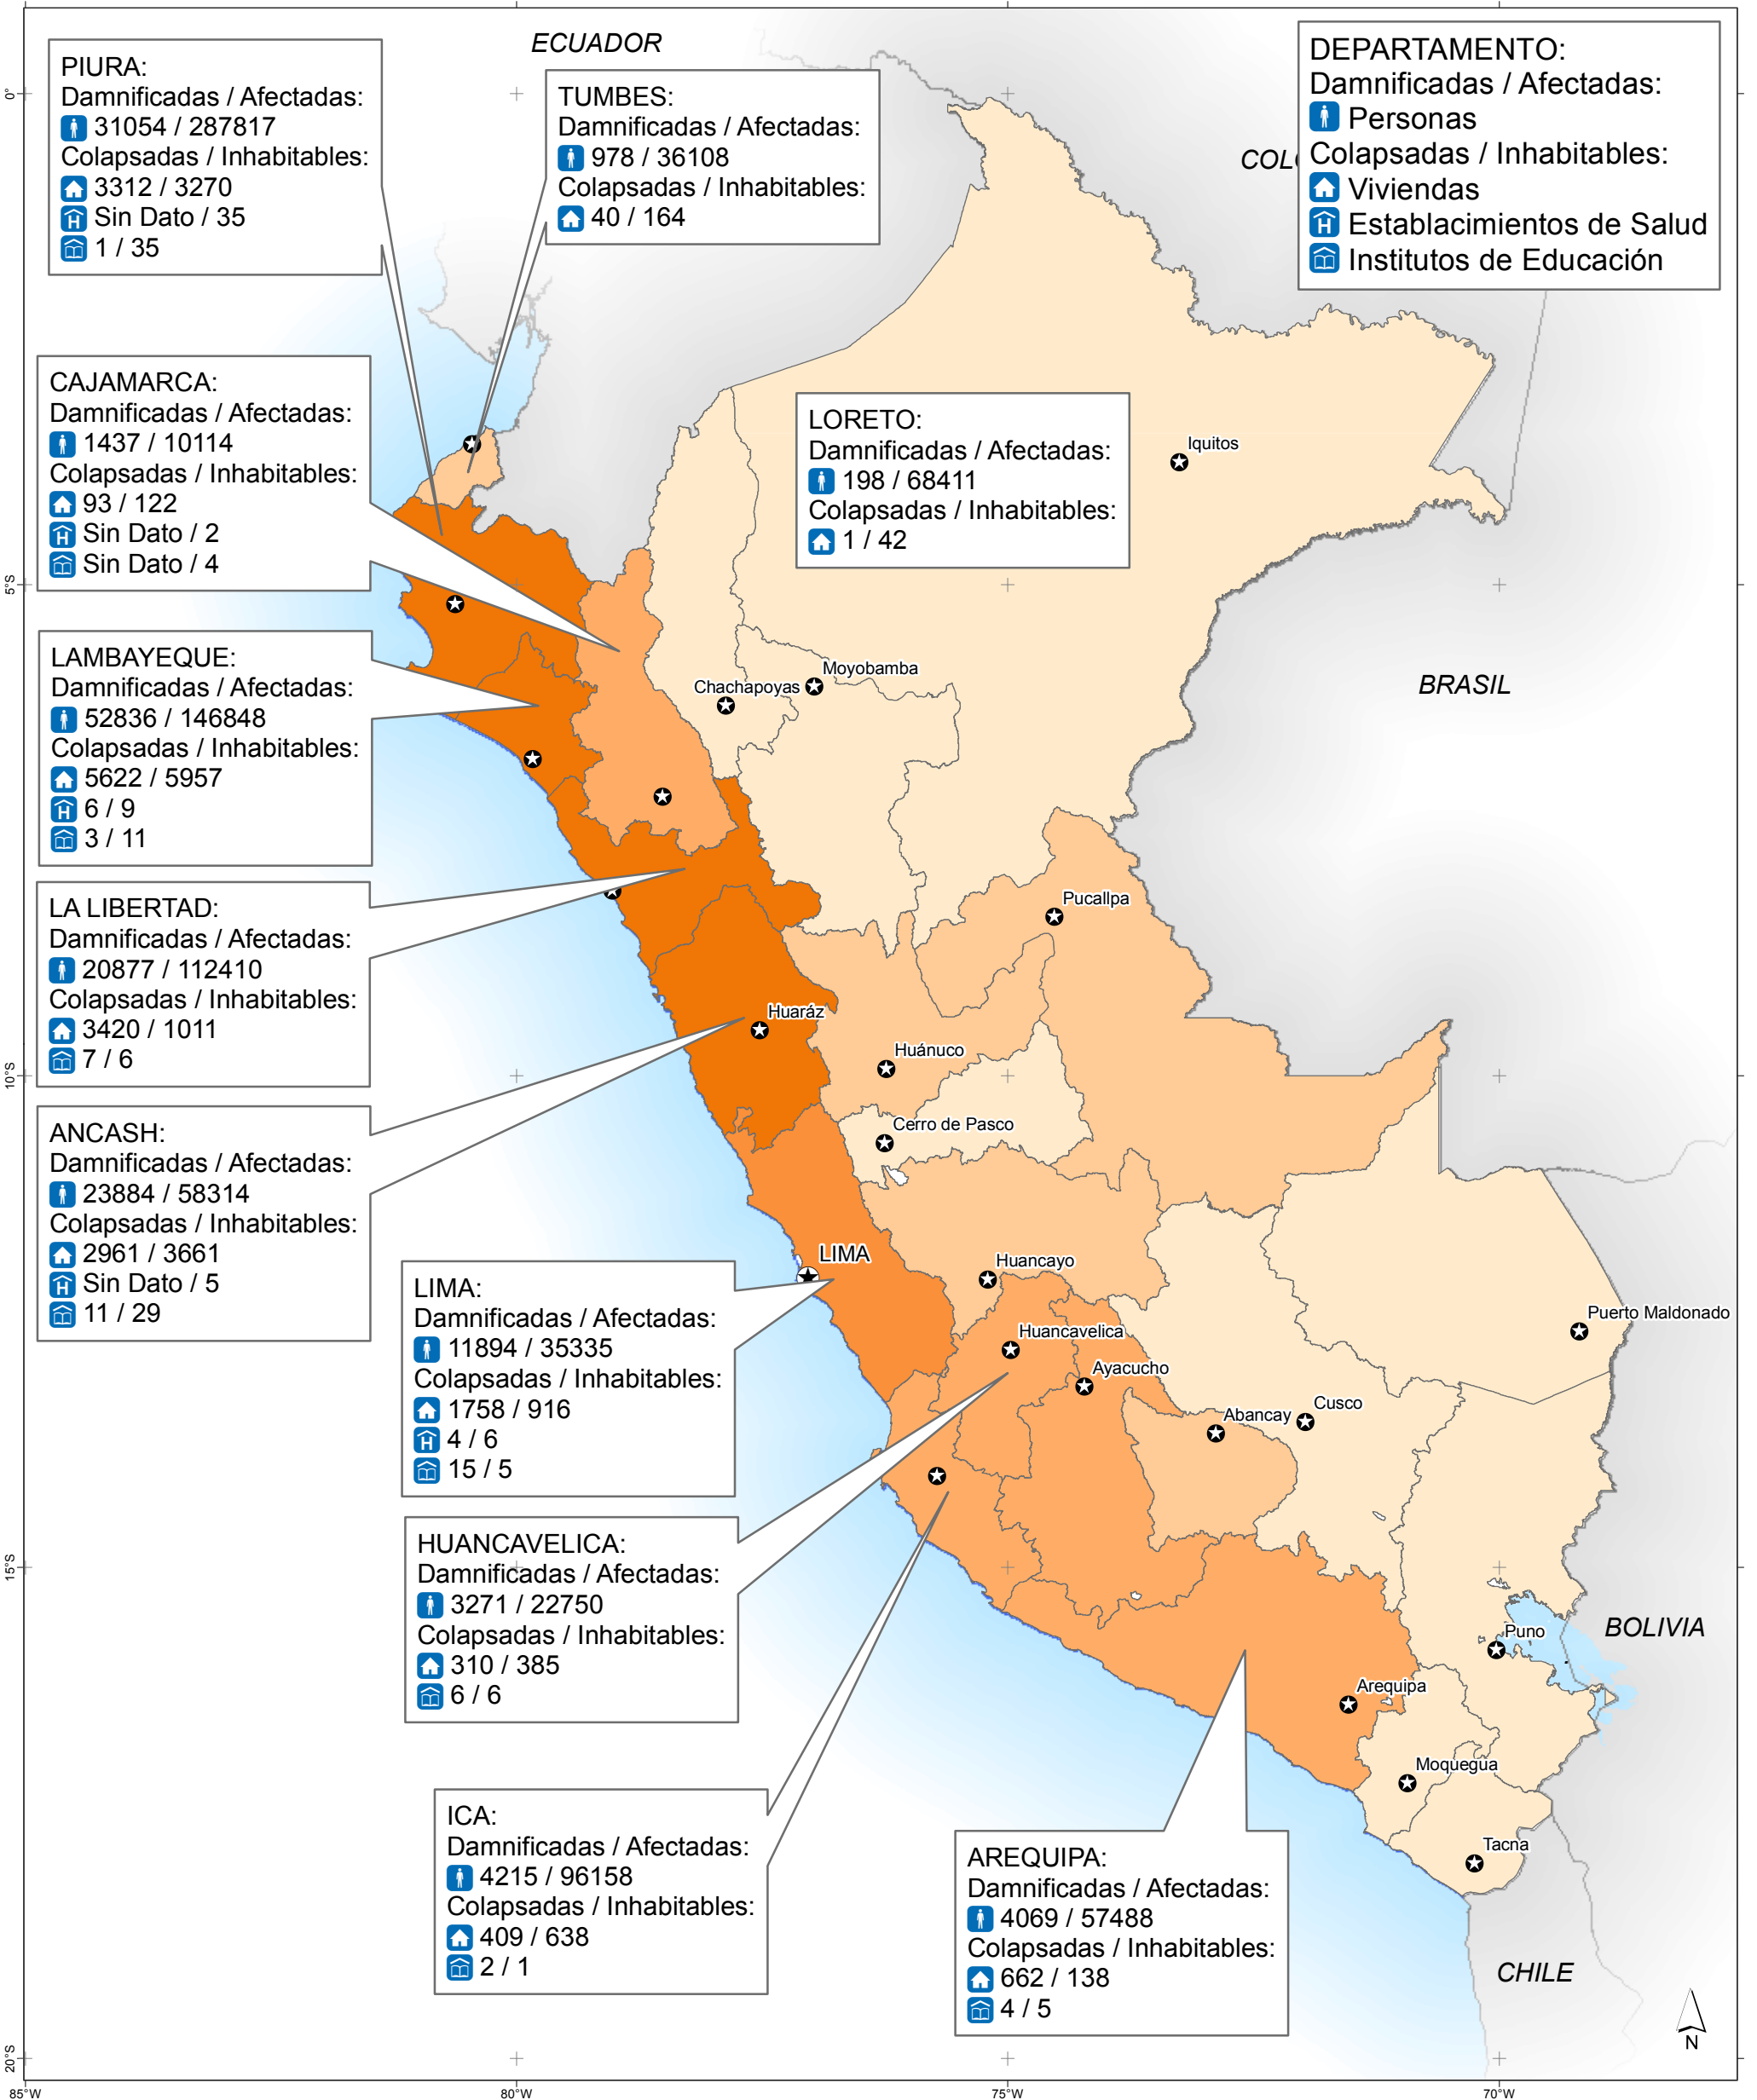 ECUADOR
PIURA:
Damnificadas / Afectadas:
31054 / 287817
Colapsadas / Inhabitables:
3312 / 3270
H Sin Dato / 35
1 / 35
TUMBES:
Damnificadas / Afectadas:
978 / 36108
Colapsadas / Inhabitables:
40 / 164
DEPARTAMENTO:
Damnificadas / Afectadas:
Personas
Colapsadas / Inhabitables:
Viviendas
H Establacimientos de Salud
Institutos de Educación
COLO
CAJAMARCA:
Damnificadas / Afectadas:
1437 / 10114
Colapsadas / Inhabitables:
93 / 122
H Sin Dato / 2
Sin Dato / 4
LORETO:
Damnificadas / Afectadas:
198 / 68411
Colapsadas / Inhabitables:
1 / 42
Iquitos
LAMBAYEQUE:
Damnificadas / Afectadas:
52836 / 146848
Colapsadas / Inhabitables:
5622 / 5957
H 6 / 9
3 / 11
Moyobamba
Chachapoyas
BRASIL
LA LIBERTAD:
Damnificadas / Afectadas:
20877 / 112410
Colapsadas / Inhabitables:
3420 / 1011
7 / 6
Pucallpa
Huaráz
Huánuco
Cerro de Pasco
ANCASH:
Damnificadas / Afectadas:
23884 / 58314
Colapsadas / Inhabitables:
2961 / 3661
H Sin Dato / 5
11 / 29
LIMA
LIMA:
Damnificadas / Afectadas:
11894 / 35335
Colapsadas / Inhabitables:
1758 / 916
H 4 / 6
15 / 5
Huancayo
Huancavelica
Ayacucho
Abancay
Cusco
Puerto Maldonado
HUANCAVELICA:
Damnificadas / Afectadas:
3271 / 22750
Colapsadas / Inhabitables:
310 / 385
6 / 6
Puno
BOLIVIA
Arequipa
Moquegua
Tacna
ICA:
Damnificadas / Afectadas:
4215 / 96158
Colapsadas / Inhabitables:
409 / 638
2 / 1
AREQUIPA:
Damnificadas / Afectadas:
4069 / 57488
Colapsadas / Inhabitables:
662 / 138
4 / 5
CHILE
N
0°
5°S
10°S
15°S
20°S
85°W
80°W
75°W
70°W